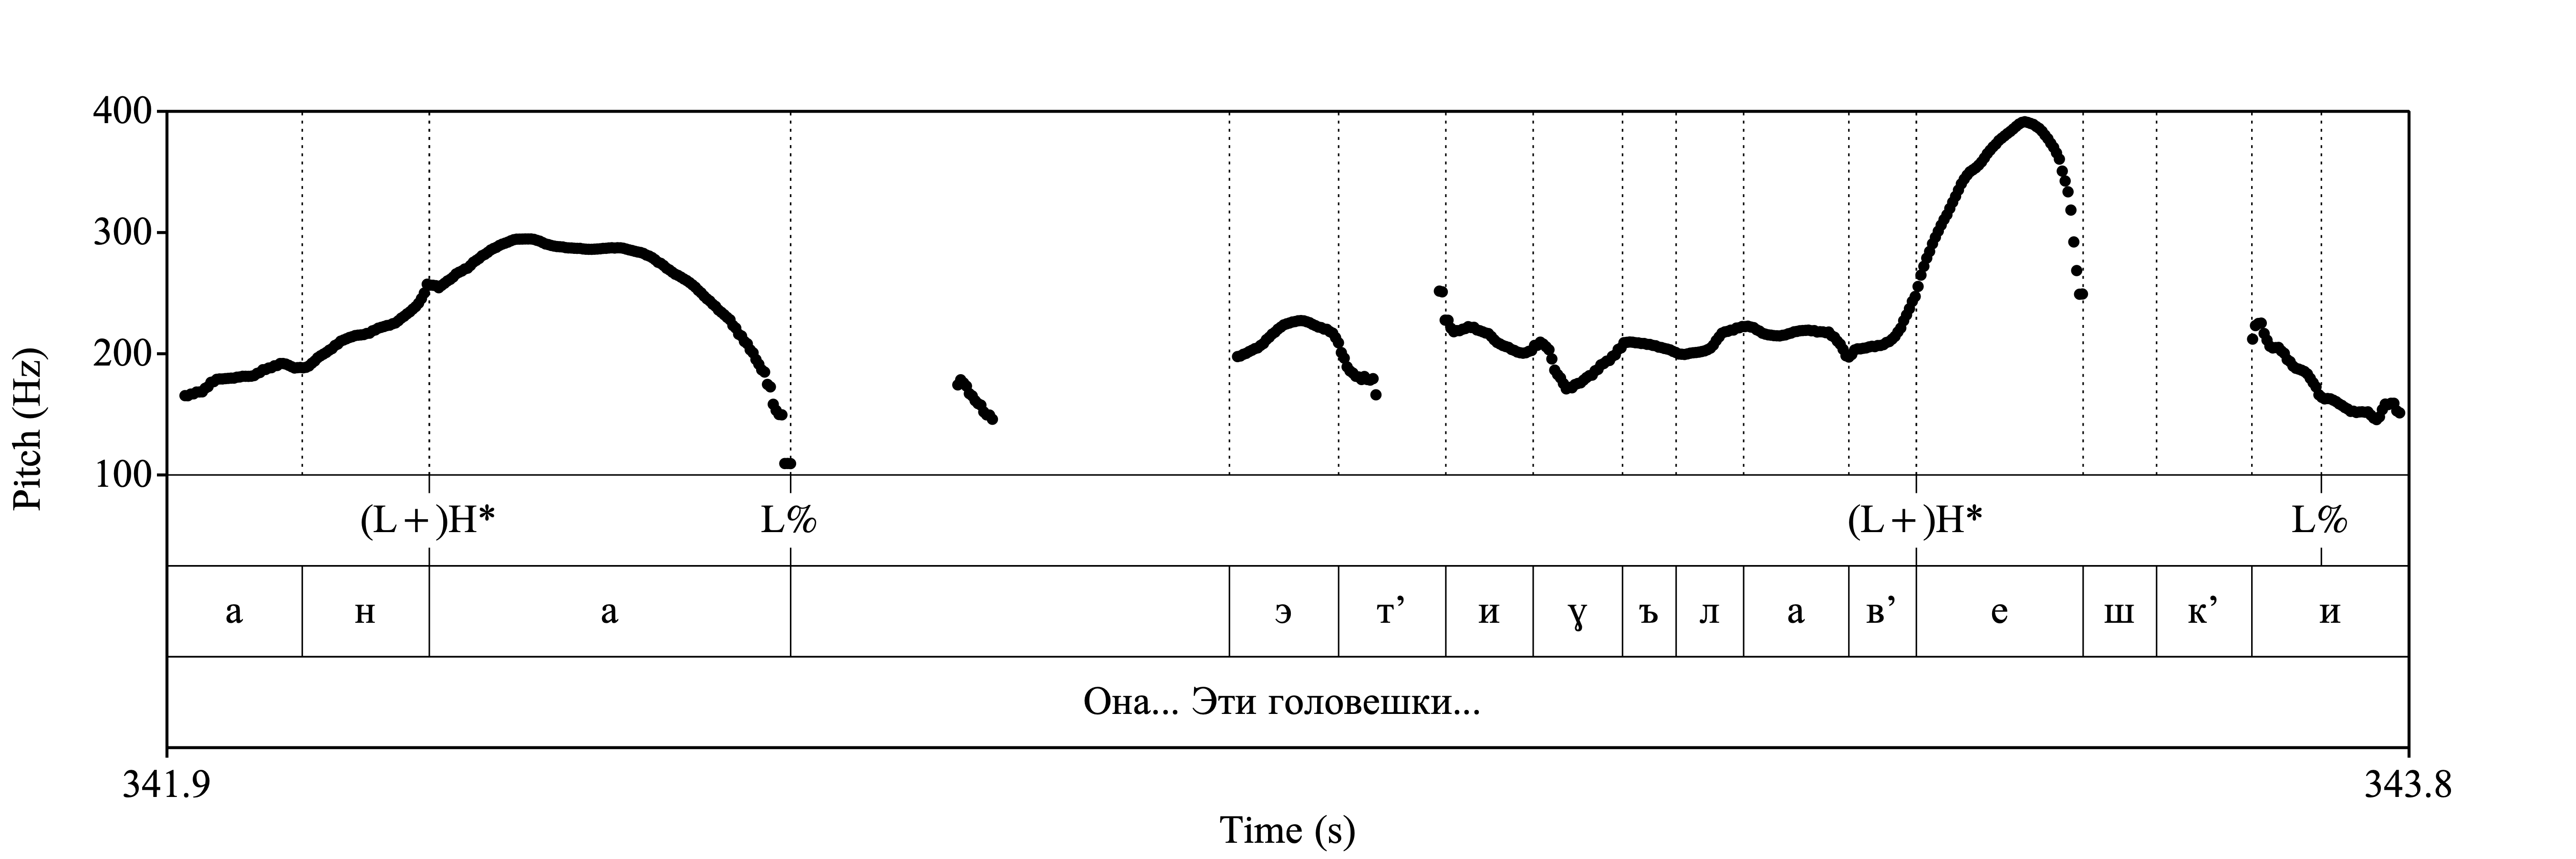 400
300
200
100
Pitch (Hz)
(L+)H* L% (L+)H* L%
а н а э т’ и ɣ ъ л а в’ е ш к’ и
Она... Эти головешки...
341.9 343.8
Time (s)